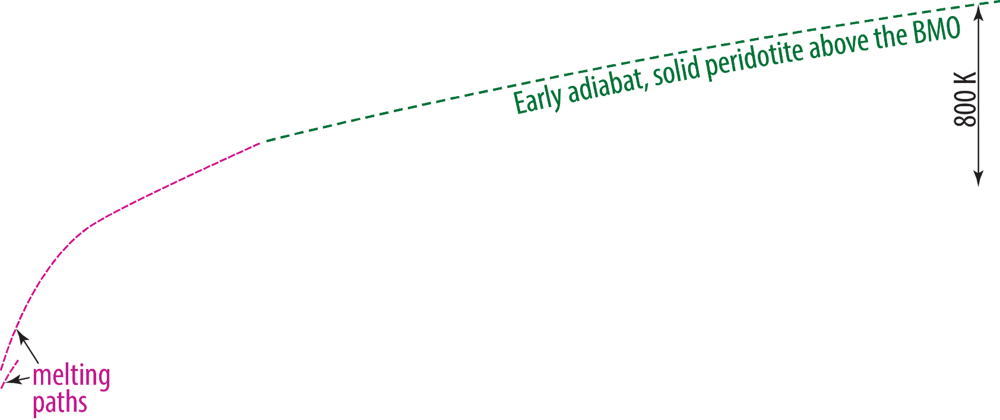 Early adiabat, solid peridotite above the BMO
800 K
melting
paths